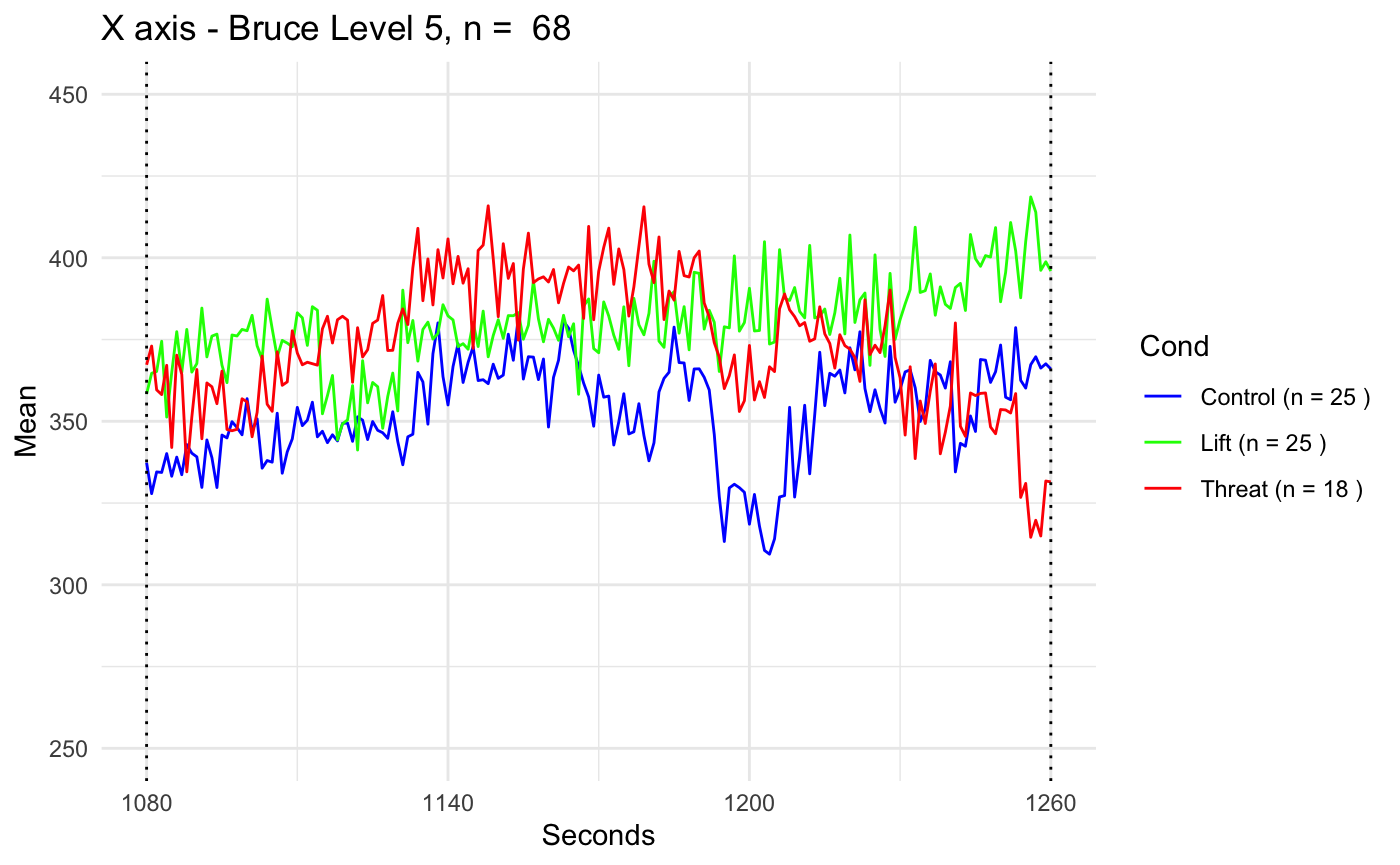 X axis - Bruce Level 5, n =  68
450
400
350
300
250
Mean
1080
1140
1200
1260
Seconds
Cond
Control (n = 25 )
Lift (n = 25 )
Threat (n = 18 )